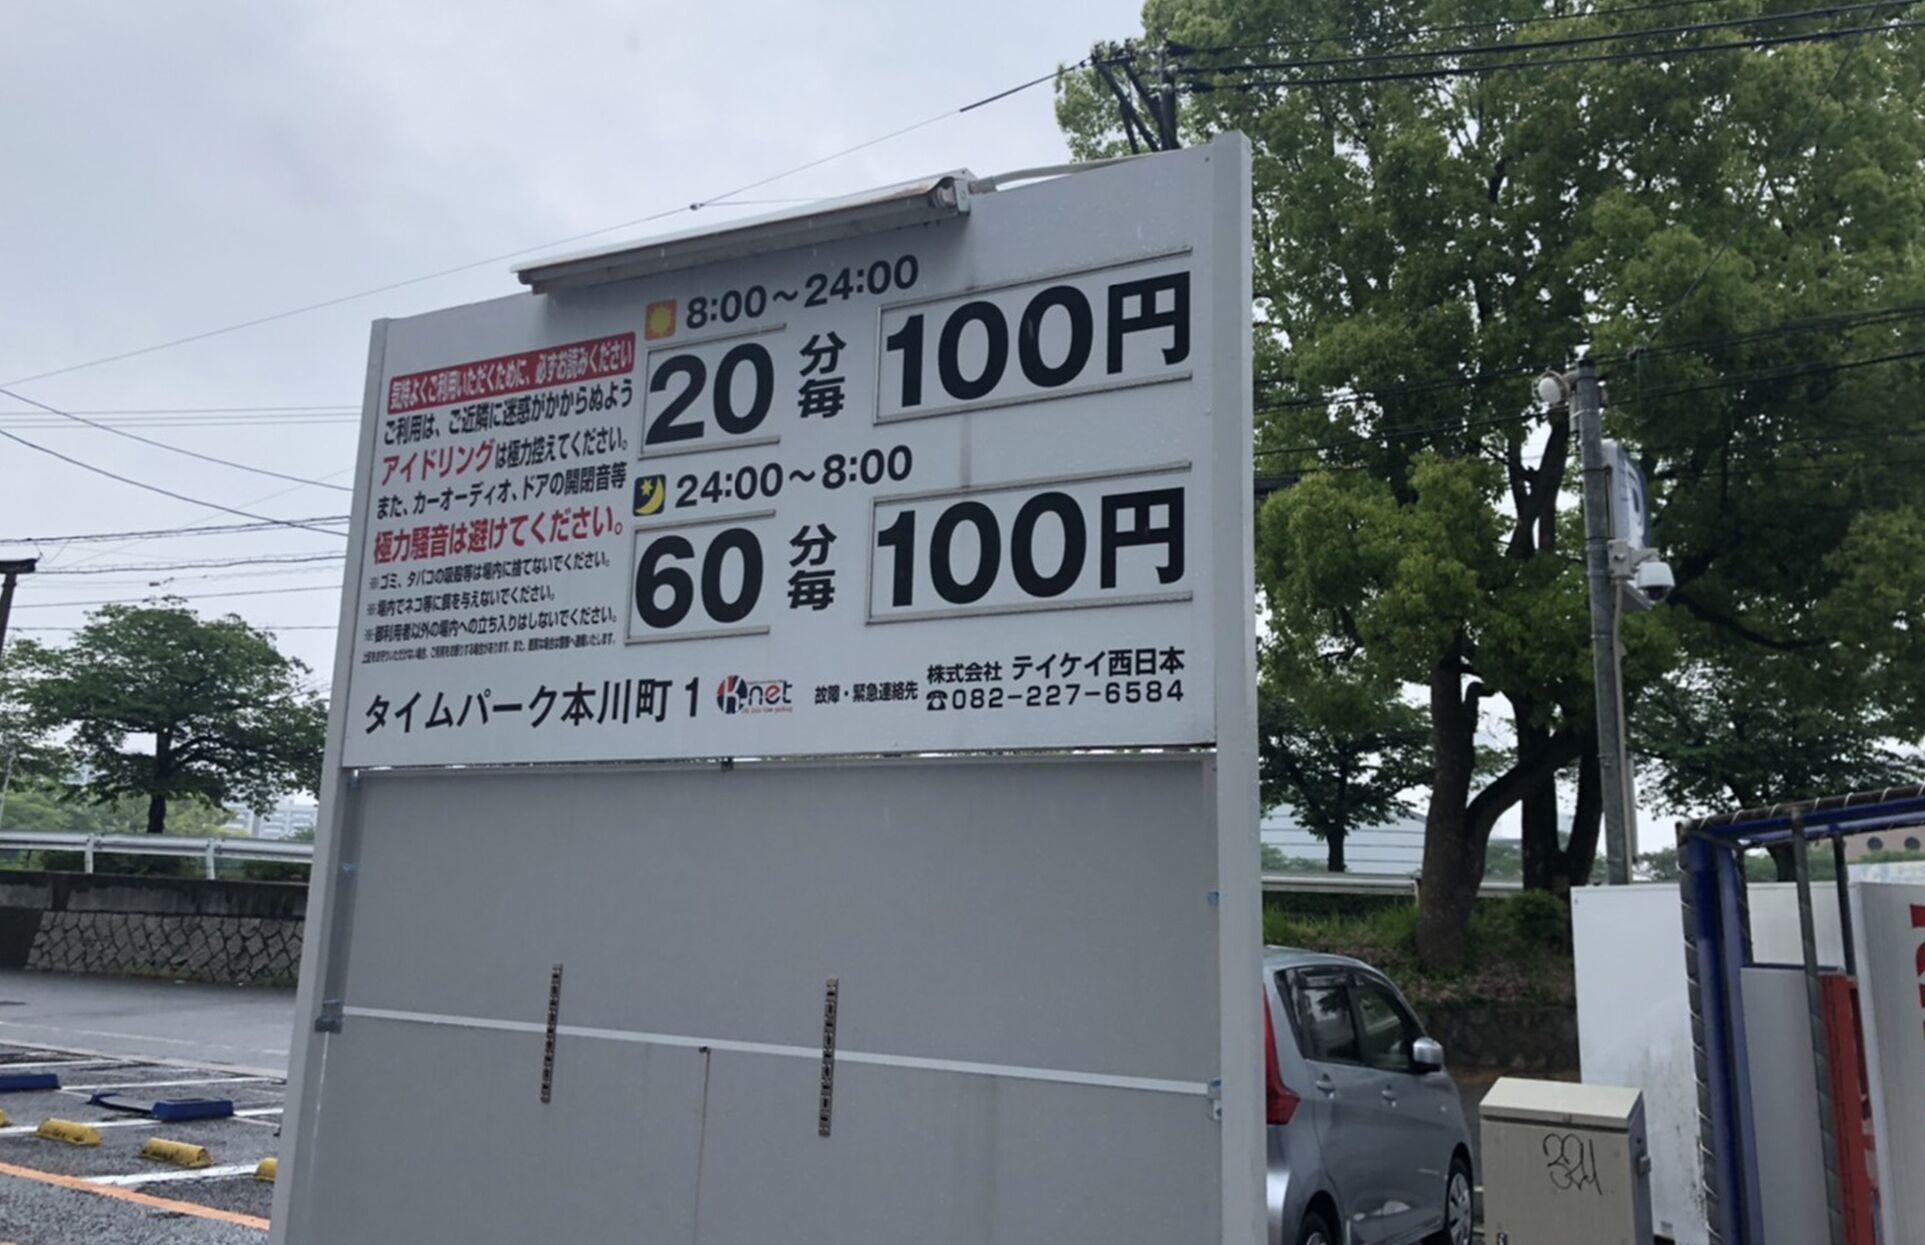 気持よくご利用いただくために、必ずお読みください
ご利用は、ご近隣に迷惑がかからぬよう
アイドリングは極力控えてください。
また、カーオーディオ、ドアの開閉音等
極力騒音は避けてください。
※ゴミ、タバコの吸殻等は場内に捨てないでください。
※場内でネコ等に餌を与えないでください。
※御利用者以外の場内への立ち入りはしないでください。
8:00～24:00
20分毎 100円
24:00～8:00
60分毎 100円
タイムパーク本川町1
net
故障・緊急連絡先
株式会社 テイケイ西日本
☎082-227-6584